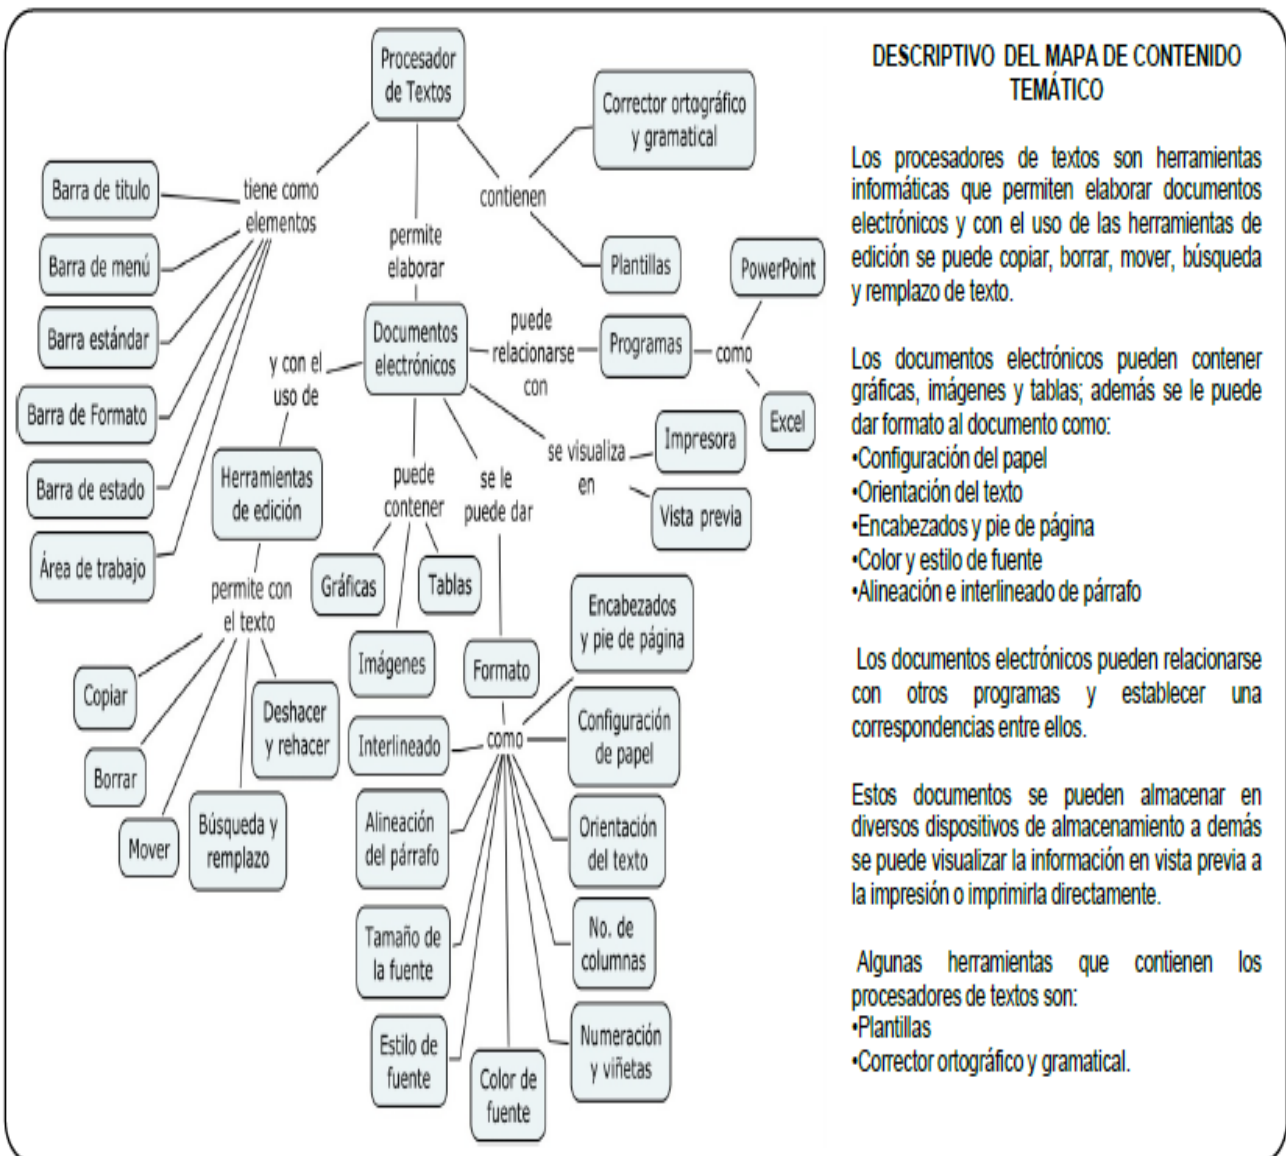 Procesador
de Textos
Corrector ortográfico
y gramatical
contienen
Plantillas
tiene como
elementos
Barra de titulo
Barra de menú
Barra estándar
Barra de Formato
Barra de estado
Área de trabajo
permite
elaborar
Documentos
electrónicos
puede
relacionarse
con
Programas
como
PowerPoint
Excel
se visualiza
en
Impresora
Vista previa
y con el
uso de
Herramientas
de edición
permite con
el texto
Copiar
Borrar
Mover
Búsqueda y
remplazo
Deshacer
y rehacer
puede
contener
Gráficas
Imágenes
Tablas
se le
puede dar
Formato
como
Encabezados
y pie de página
Configuración
de papel
Orientación
del texto
No. de
columnas
Numeración
y viñetas
Color de
fuente
Estilo de
fuente
Tamaño de
la fuente
Alineación
del párrafo
Interlineado
DESCRIPTIVO DEL MAPA DE CONTENIDO
TEMÁTICO
Los procesadores de textos son herramientas
informáticas que permiten elaborar documentos
electrónicos y con el uso de las herramientas de
edición se puede copiar, borrar, mover, búsqueda
y remplazo de texto.
Los documentos electrónicos pueden contener
gráficas, imágenes y tablas; además se le puede
dar formato al documento como:
•Configuración del papel
•Orientación del texto
•Encabezados y pie de página
•Color y estilo de fuente
•Alineación e interlineado de párrafo
Los documentos electrónicos pueden relacionarse
con otros programas y establecer una
correspondencias entre ellos.
Estos documentos se pueden almacenar en
diversos dispositivos de almacenamiento a demás
se puede visualizar la información en vista previa a
la impresión o imprimirla directamente.
Algunas herramientas que contienen los
procesadores de textos son:
•Plantillas
•Corrector ortográfico y gramatical.